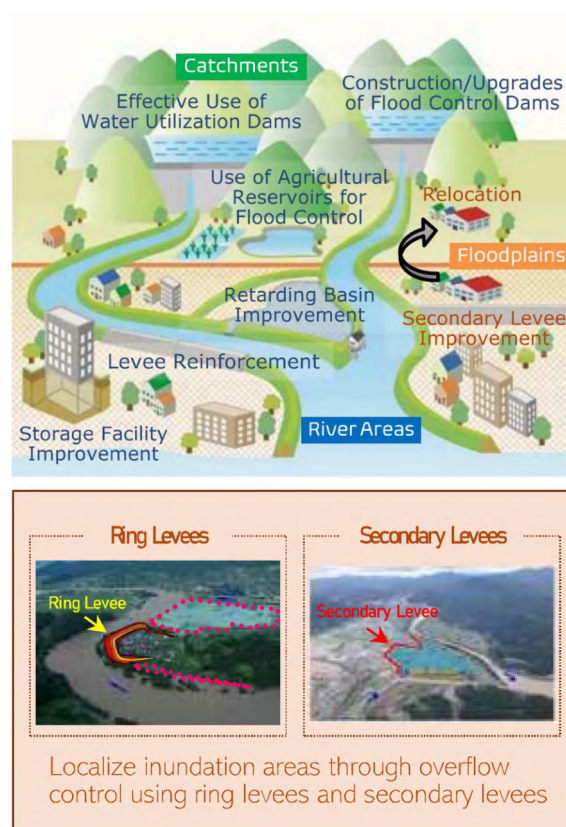 Catchments
Effective Use of
Water Utilization Dams
Construction/Upgrades
of Flood Control Dams
Use of Agricultural
Reservoirs for
Flood Control
Relocation
Floodplains
Retarding Basin
Improvement
Secondary Levee
Improvement
Levee Reinforcement
Storage Facility
Improvement
River Areas
Ring Levees
Ring Levee
Secondary Levees
Secondary Levee
Localize inundation areas through overflow
control using ring levees and secondary levees